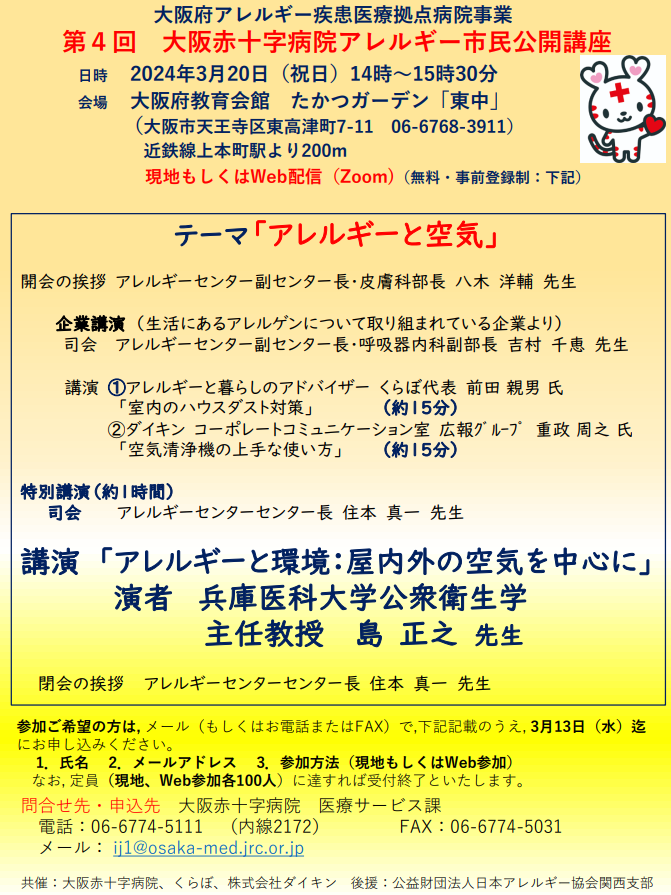 大阪府アレルギー疾患医療拠点病院事業
第４回　大阪赤十字病院アレルギー市民公開講座
日時　2024年3月20日（祝日）14時～15時30分
会場　大阪府教育会館　たかつガーデン「東中」
（大阪市天王寺区東高津町7-11　06-6768-3911）
近鉄線上本町駅より200m
現地もしくはWeb配信（Zoom）（無料・事前登録制：下記）
テーマ「アレルギーと空気」
開会の挨拶　アレルギーセンター副センター長・皮膚科部長　八木　洋輔　先生
企業講演（生活にあるアレルゲンについて取り組まれている企業より）
司会　アレルギーセンター副センター長・呼吸器内科副部長　吉村　千恵　先生
講演　①アレルギーと暮らしのアドバイザー　くらぼ代表　前田　親男　氏
「室内のハウスダスト対策」　（約15分）
②ダイキン　コーポレートコミュニケーション室　広報ｸﾞﾙｰﾌﾟ　重政　周之　氏
「空気清浄機の上手な使い方」　（約15分）
特別講演（約1時間）
司会　アレルギーセンターセンター長　住本　真一　先生
講演　「アレルギーと環境：屋内外の空気を中心に」
演者　兵庫医科大学公衆衛生学
主任教授　島　正之　先生
閉会の挨拶　アレルギーセンターセンター長　住本　真一　先生
参加ご希望の方は，メール（もしくはお電話またはFAX）で，下記記載のうえ，3月13日（水）迄
にお申し込みください。
1．氏名　2．メールアドレス　3．参加方法（現地もしくはWeb参加）
なお，定員（現地、Web参加各100人）に達すれば受付終了といたします。
問合せ先・申込先　大阪赤十字病院　医療サービス課
電話：06-6774-5111　（内線2172）　FAX：06-6774-5031
メール：ij1@osaka-med.jrc.or.jp
共催：大阪赤十字病院、くらぼ、株式会社ダイキン　後援：公益財団法人日本アレルギー協会関西支部